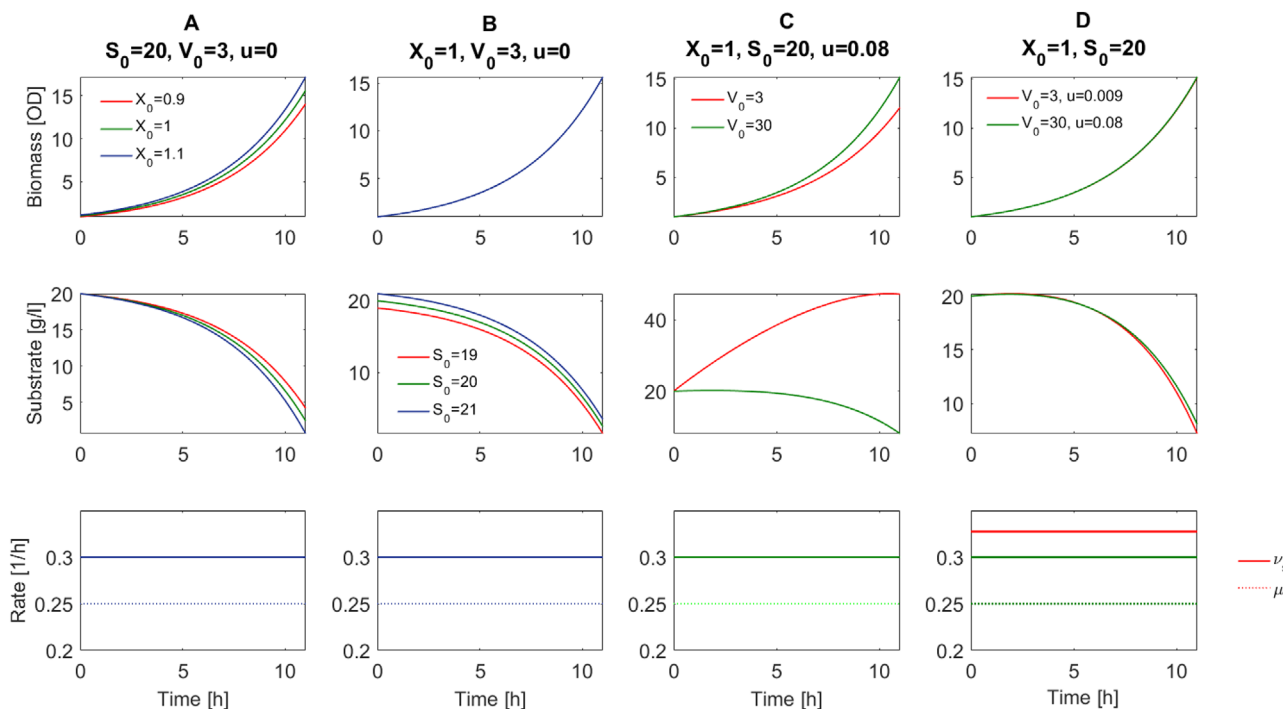 A
S₀=20, V₀=3, u=0
B
X₀=1, V₀=3, u=0
C
X₀=1, S₀=20, u=0.08
D
X₀=1, S₀=20
Biomass [OD]
15
10
5
X₀=0.9
X₀=1
X₀=1.1
0
5
10
15
10
5
0
5
10
15
10
5
V₀=3
V₀=30
0
5
10
15
10
5
V₀=3, u=0.009
V₀=30, u=0.08
0
5
10
Substrate [g/l]
20
15
10
5
0
5
10
20
10
S₀=19
S₀=20
S₀=21
0
5
10
40
20
0
5
10
20
15
10
0
5
10
Rate [1/h]
0.3
0.25
0.2
0
5
10
Time [h]
0.3
0.25
0.2
0
5
10
Time [h]
0.3
0.25
0.2
0
5
10
Time [h]
0.3
0.25
0.2
0
5
10
Time [h]
ν
μ